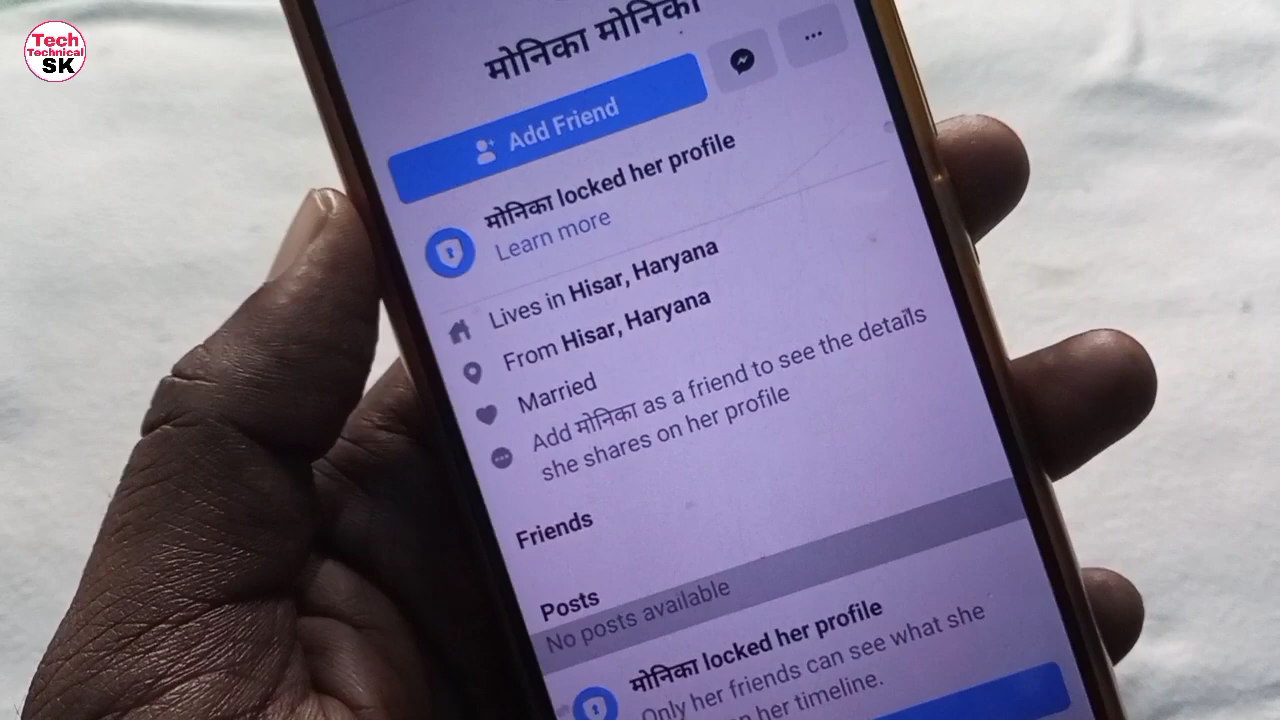 Tech
Technical
SK
मोनिका मोनिका
Add Friend
मोनिका locked her profile
Learn more
Lives in Hisar, Haryana
From Hisar, Haryana
Married
Add मोनिका as a friend to see the details
she shares on her profile
Friends
Posts
No posts available
मोनिका locked her profile
Only her friends can see what she
her timeline.